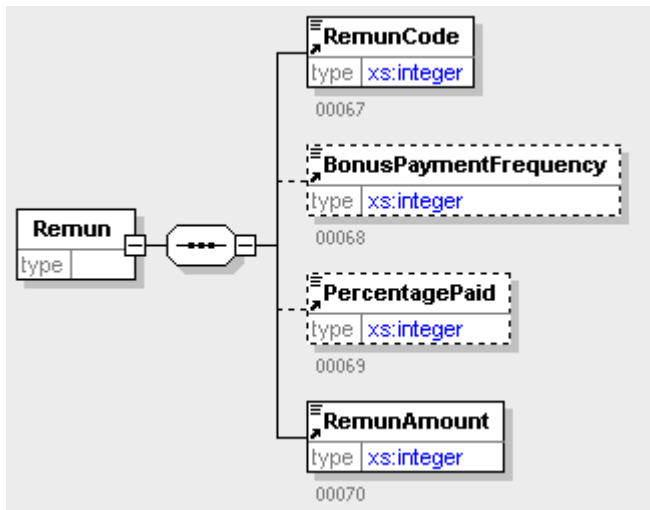 RemunCode
type xs:integer
00067
BonusPaymentFrequency
type xs:integer
00068
Remun
type
PercentagePaid
type xs:integer
00069
RemunAmount
type xs:integer
00070